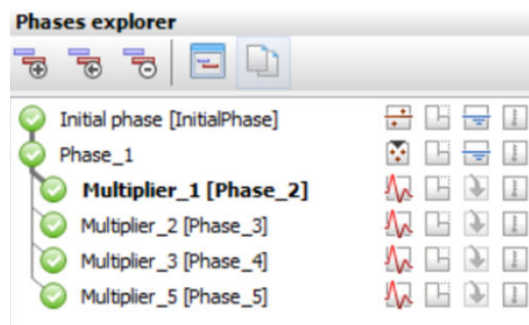 Phases explorer
Initial phase [InitialPhase]
Phase_1
Multiplier_1 [Phase_2]
Multiplier_2 [Phase_3]
Multiplier_3 [Phase_4]
Multiplier_5 [Phase_5]